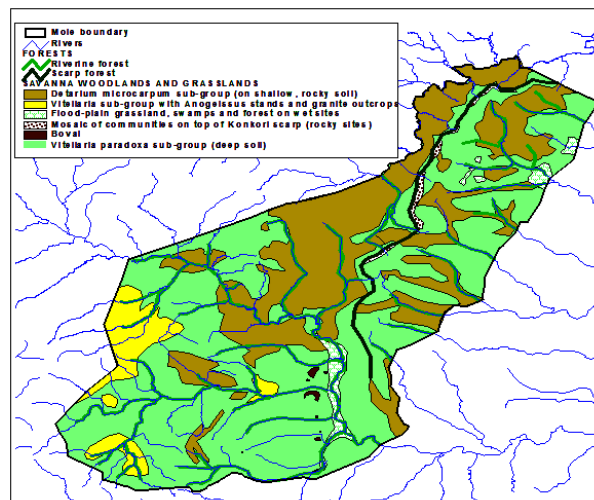 Mole boundary
Rivers
FORESTS
Riverine forest
Scarp forest
SAVANNA WOODLANDS AND GRASSLANDS
Detarium microcarpum sub-group (on shallow, rocky soil)
Vitellaria sub-group with Anogeissus stands and granite outcrops
Flood-plain grassland, swamps and forest on wet sites
Mosaic of communities on top of Konkori scarp (rocky sites)
Boval
Vitellaria paradoxa sub-group (deep soil)